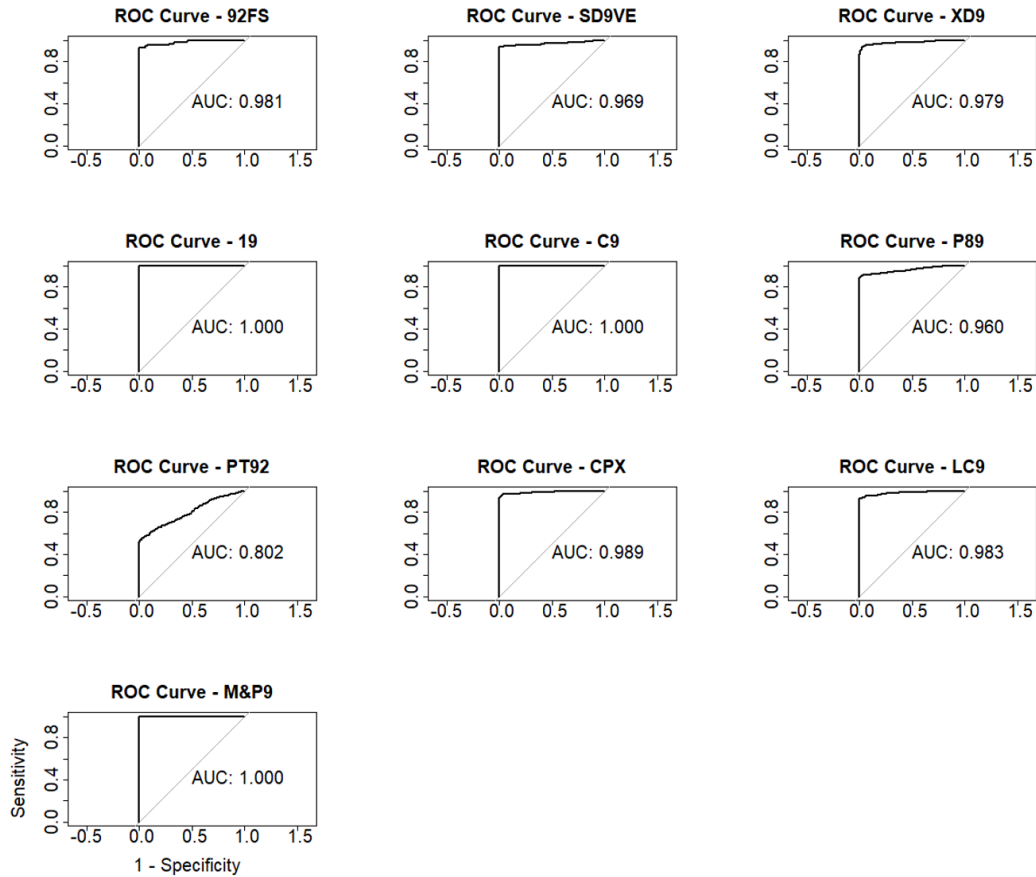 ROC Curve - 92FS
0.0 0.4 0.8
AUC: 0.981
-0.5 0.0 0.5 1.0 1.5
ROC Curve - SD9VE
0.0 0.4 0.8
AUC: 0.969
-0.5 0.0 0.5 1.0 1.5
ROC Curve - XD9
0.0 0.4 0.8
AUC: 0.979
-0.5 0.0 0.5 1.0 1.5
ROC Curve - 19
0. 0.4 0.8
AUC: 1.000
-0.5 0.0 0.5 1.0 1.5
ROC Curve - C9
0. 0.4 0.8
AUC: 1.000
-0.5 0.0 0.5 1.0 1.5
ROC Curve - P89
0. 0.4 0.8
AUC: 0.960
-0.5 0.0 0.5 1.0 1.5
ROC Curve - PT92
0. 0.4 0.8
AUC: 0.802
-0.5 0.0 0.5 1.0 1.5
ROC Curve - CPX
0. 0.4 0.8
AUC: 0.989
-0.5 0.0 0.5 1.0 1.5
ROC Curve - LC9
0. 0.4 0.8
AUC: 0.983
-0.5 0.0 0.5 1.0 1.5
ROC Curve - M&P9
Sensitivity
0.0 0.4 0.8
AUC: 1.000
-0.5 0.0 0.5 1.0 1.5
1 - Specificity